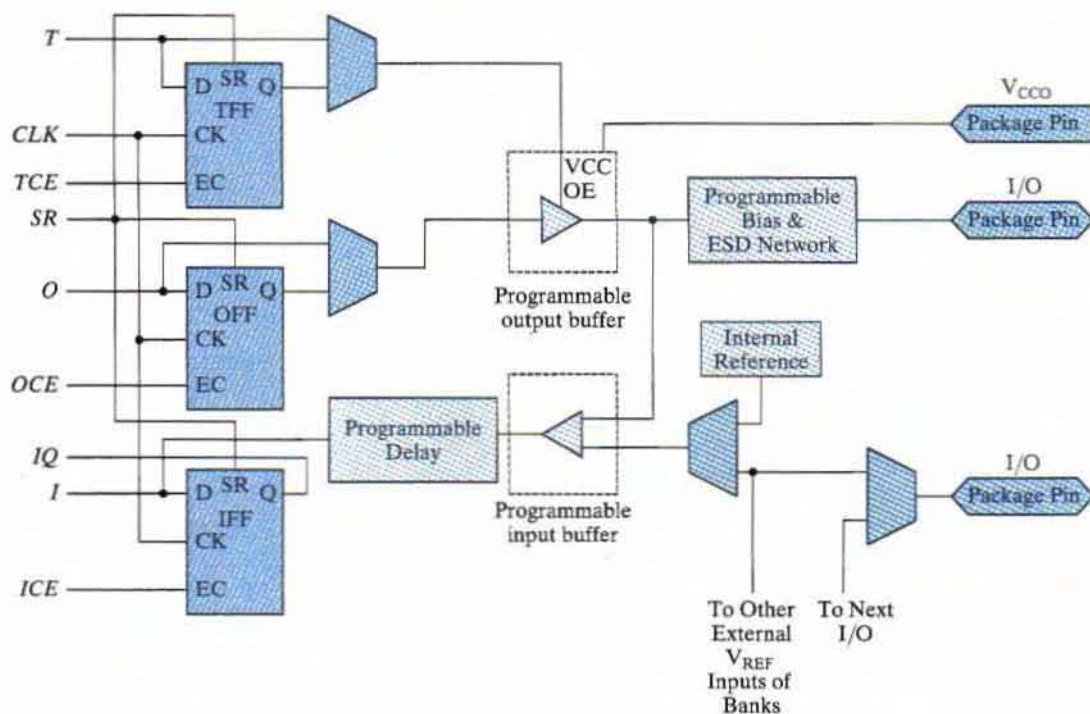 T
SR
D
Q
TFF
CLK
CK
TCE
EC
SR
V_CCO
Package Pin
VCC
OE
I/O
Package Pin
Programmable
Bias &
ESD Network
O
SR
D
Q
OFF
CK
OCE
EC
Programmable
output buffer
Internal
Reference
Programmable
Delay
IQ
I
SR
D
Q
IFF
CK
ICE
EC
Programmable
input buffer
I/O
Package Pin
To Other
External
V_REF
Inputs of
Banks
To Next
I/O